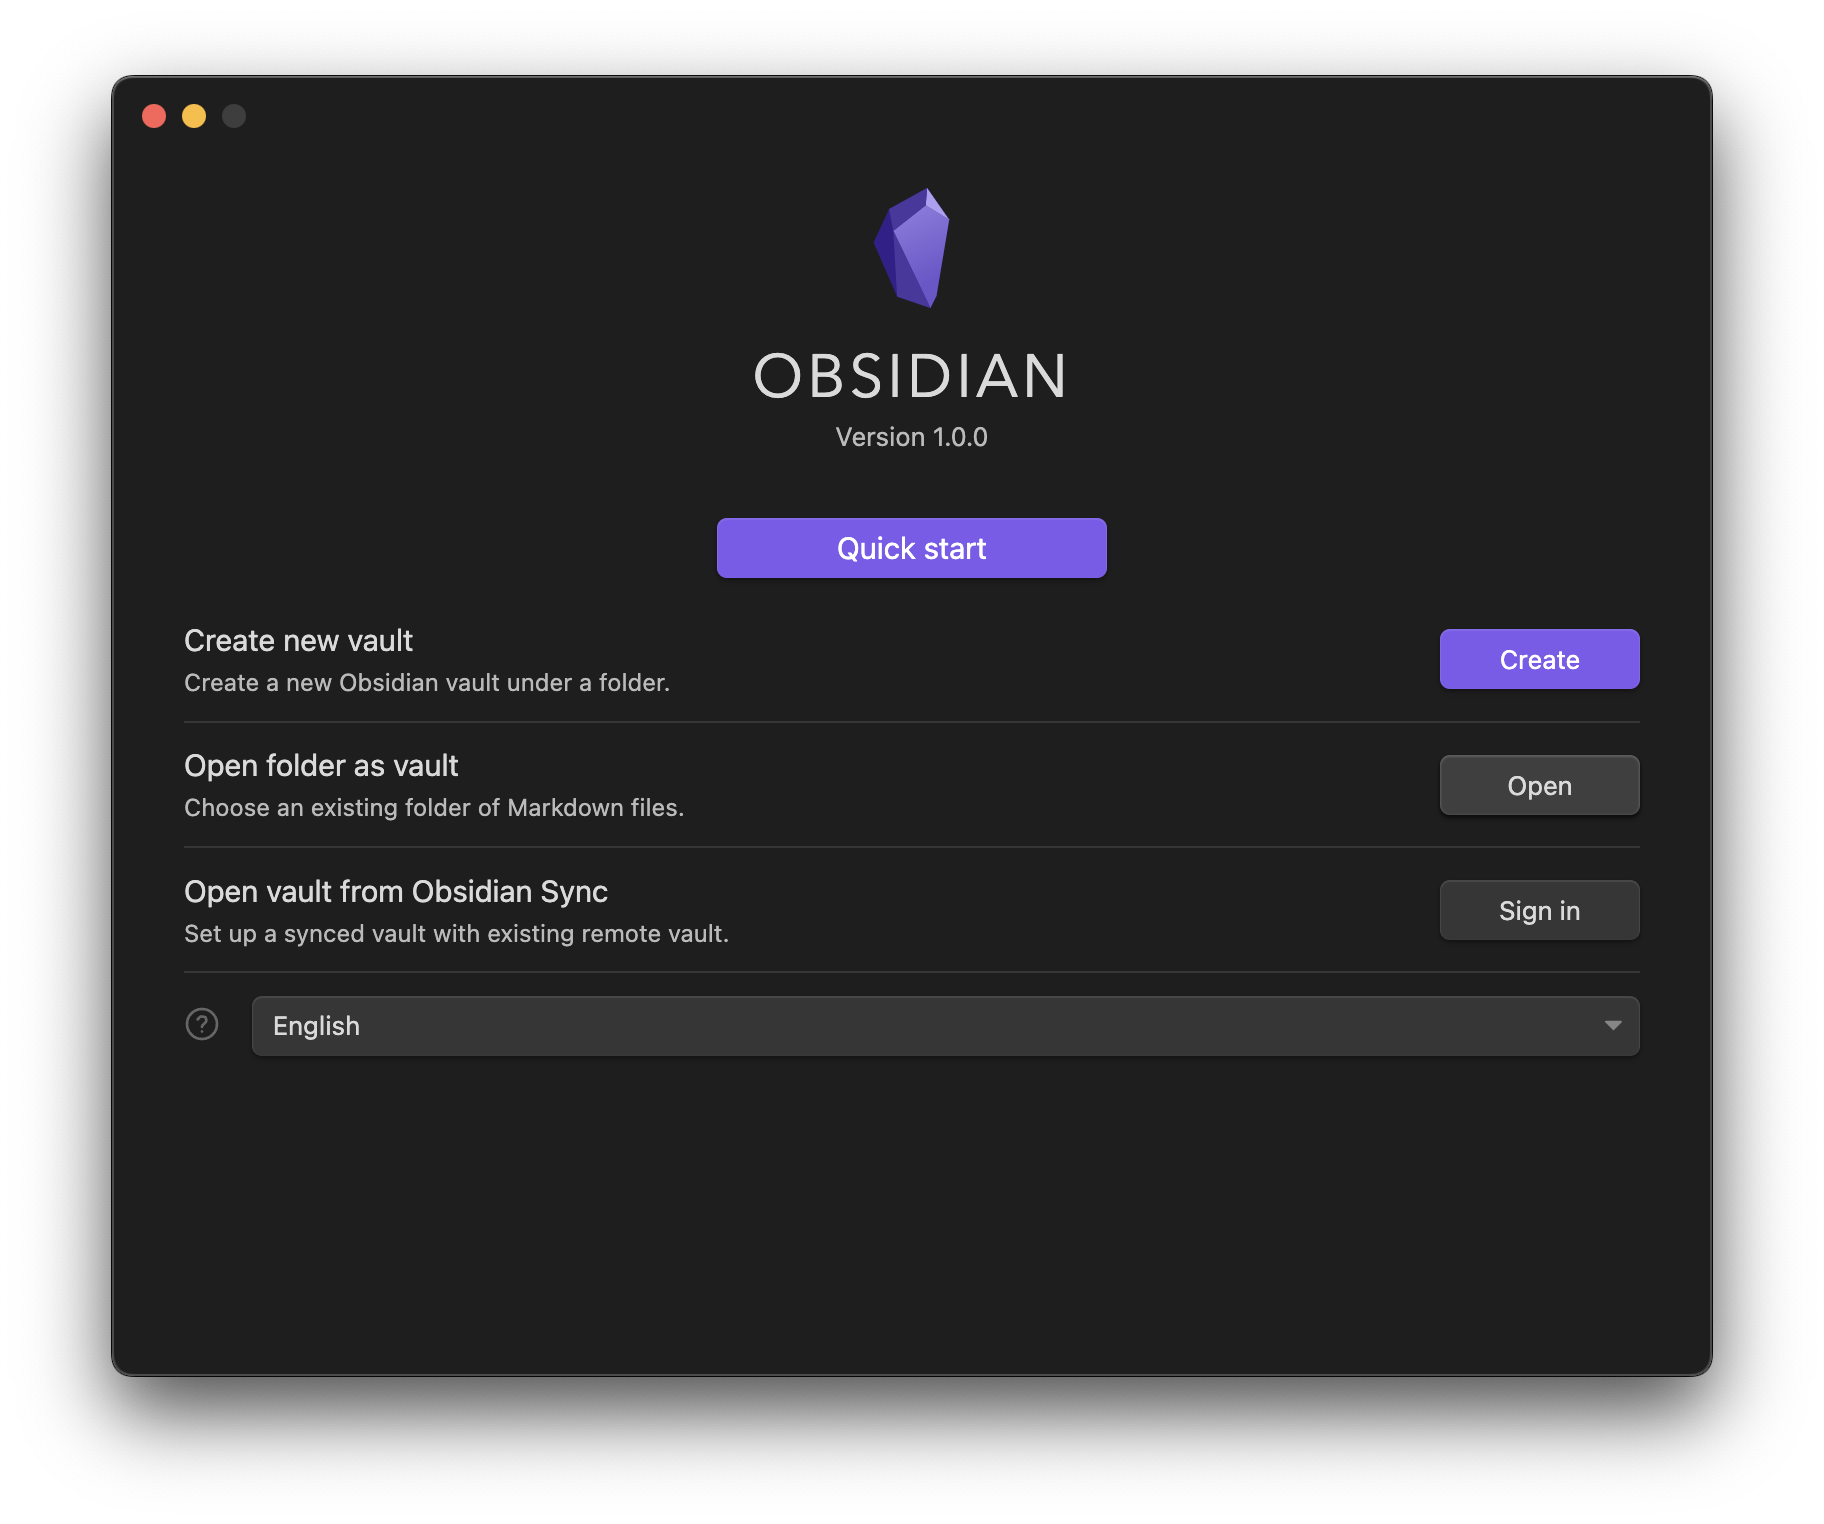 OBSIDIAN
Version 1.0.0
Quick start
Create new vault
Create a new Obsidian vault under a folder.
Create
Open folder as vault
Choose an existing folder of Markdown files.
Open
Open vault from Obsidian Sync
Set up a synced vault with existing remote vault.
Sign in
?
English